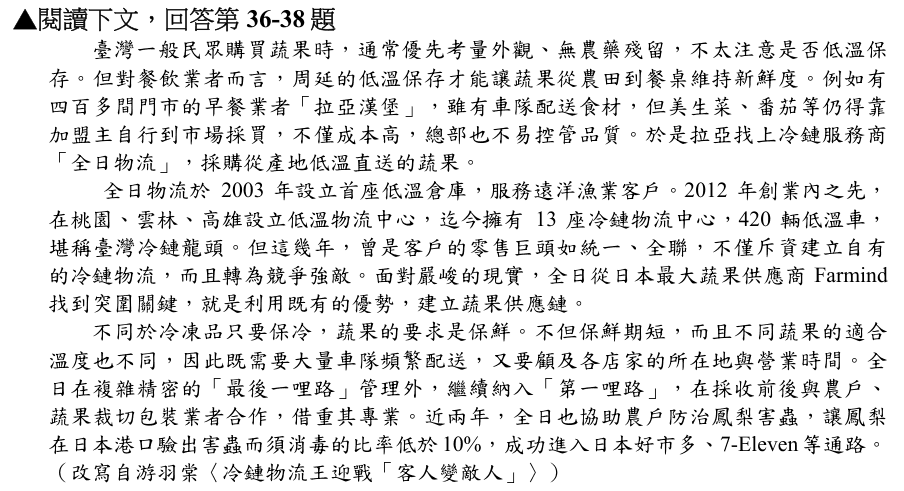 ▲閱讀下文，回答第 36-38 題
臺灣一般民眾購買蔬果時，通常優先考量外觀、無農藥殘留，不太注意是否低溫保
存。但對餐飲業者而言，周延的低溫保存才能讓蔬果從農田到餐桌維持新鮮度。例如有
四百多間門市的早餐業者「拉亞漢堡」，雖有車隊配送食材，但美生菜、番茄等仍得靠
加盟主自行到市場採買，不僅成本高，總部也不易控管品質。於是拉亞找上冷鏈服務商
「全日物流」，採購從產地低溫直送的蔬果。
全日物流於 2003 年設立首座低溫倉庫，服務遠洋漁業客戶。2012 年創業內之先，
在桃園、雲林、高雄設立低溫物流中心，迄今擁有 13 座冷鏈物流中心，420 輛低溫車，
堪稱臺灣冷鏈龍頭。但這幾年，曾是客戶的零售巨頭如統一、全聯，不僅斥資建立自有
的冷鏈物流，而且轉為競爭強敵。面對嚴峻的現實，全日從日本最大蔬果供應商 Farmind
找到突圍關鍵，就是利用既有的優勢，建立蔬果供應鏈。
不同於冷凍品只要保冷，蔬果的要求是保鮮。不但保鮮期短，而且不同蔬果的適合
溫度也不同，因此既需要大量車隊頻繁配送，又要顧及各店家的所在地與營業時間。全
日在複雜精密的「最後一哩路」管理外，繼續納入「第一哩路」，在採收前後與農戶、
蔬果裁切包裝業者合作，借重其專業。近兩年，全日也協助農戶防治鳳梨害蟲，讓鳳梨
在日本港口驗出害蟲而須消毒的比率低於 10%，成功進入日本好市多、7-Eleven 等通路。
（改寫自游羽棠〈冷鏈物流王迎戰「客人變敵人」〉）